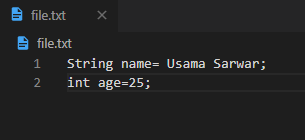 file.txt
file.txt
1 String name= Usama Sarwar;
2 int age=25;